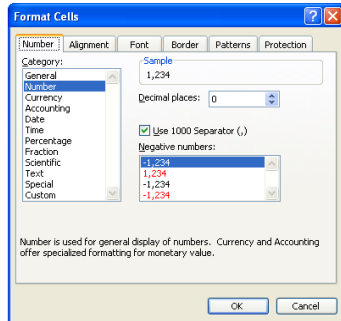 Format Cells
Number Alignment Font Border Patterns Protection
Category:
General
Number
Currency
Accounting
Date
Time
Percentage
Fraction
Scientific
Text
Special
Custom
Sample
1,234
Decimal places: 0
Use 1000 Separator (,)
Negative numbers:
-1,234
1,234
-1,234
-1,234
Number is used for general display of numbers. Currency and Accounting
offer specialized formatting for monetary value.
OK Cancel